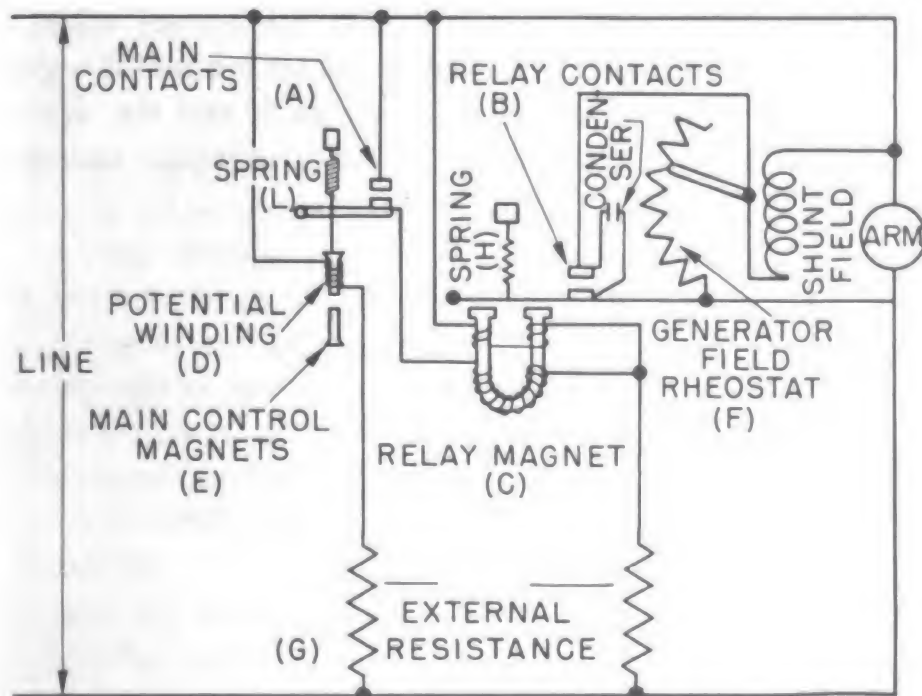 MAIN
CONTACTS
(A)
RELAY CONTACTS
(B)
CONDEN
SER
SPRING
(L)
SPRING
(H)
SHUNT
FIELD
ARM
POTENTIAL
WINDING
(D)
LINE
GENERATOR
FIELD
RHEOSTAT
(F)
MAIN CONTROL
MAGNETS
(E)
RELAY MAGNET
(C)
EXTERNAL
RESISTANCE
(G)